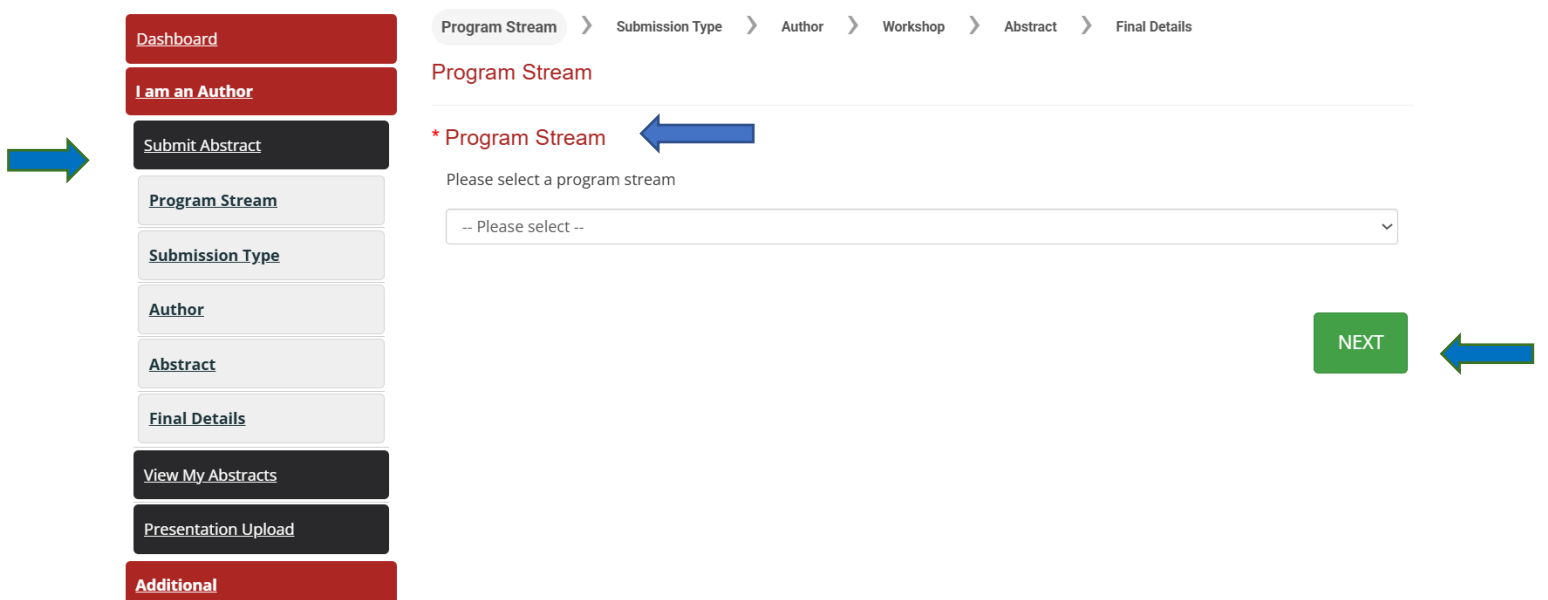 Dashboard
I am an Author
Submit Abstract
Program Stream
Submission Type
Author
Abstract
Final Details
View My Abstracts
Presentation Upload
Additional
Program Stream ❯ Submission Type ❯ Author ❯ Workshop ❯ Abstract ❯ Final Details
Program Stream
* Program Stream
Please select a program stream
-- Please select --
NEXT